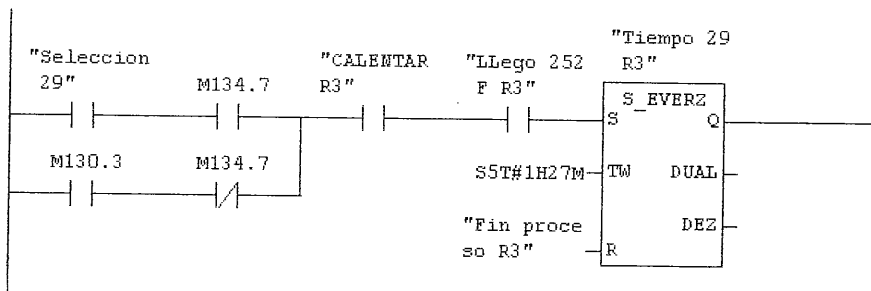 "Seleccion
29"
M134.7
"CALENTAR
R3"
"LLego 252
F R3"
"Tiempo 29
R3"
S_EVERZ
S
Q
M130.3
M134.7
S5T#1H27M
TW
DUAL
"Fin proce
so R3"
R
DEZ